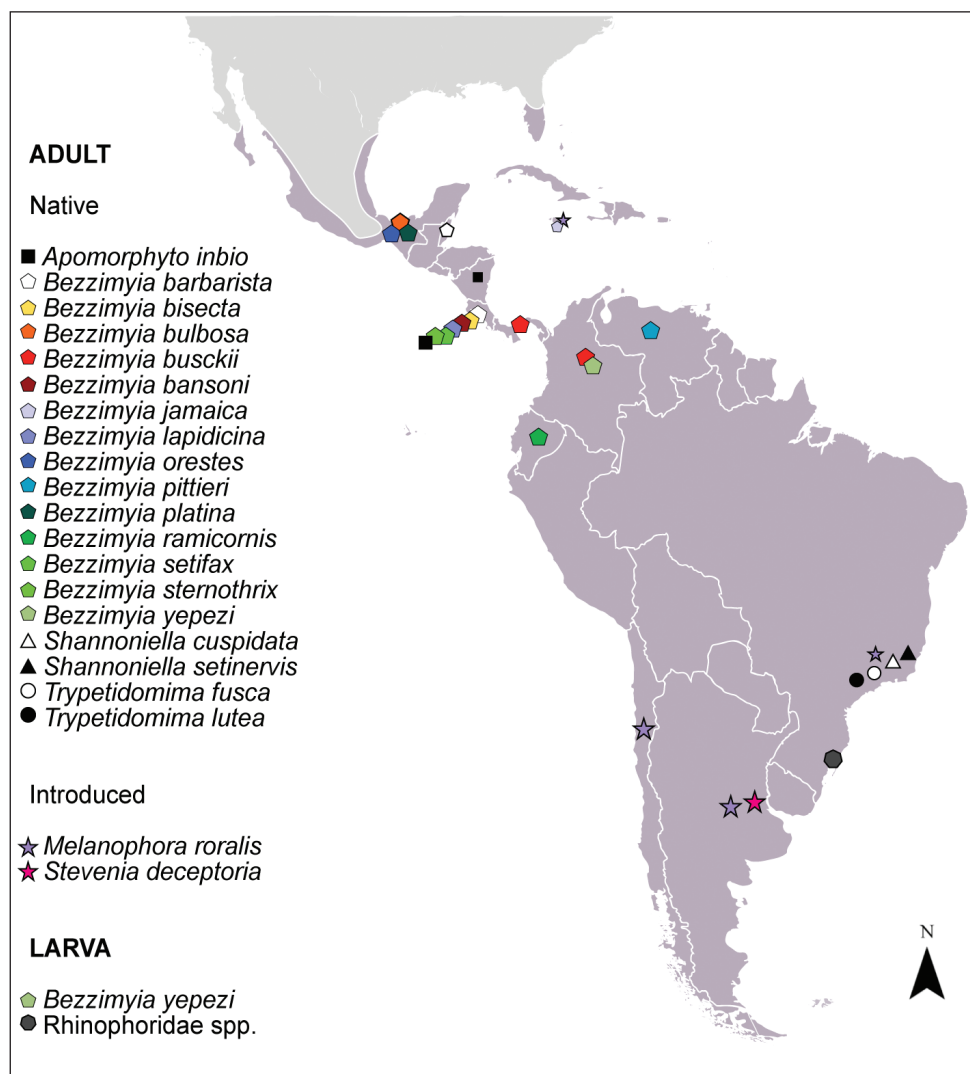 ADULT
Native
Apomorphyto inbio
Bezzimyia barbarista
Bezzimyia bisecta
Bezzimyia bulbosa
Bezzimyia busckii
Bezzimyia bansoni
Bezzimyia jamaica
Bezzimyia lapidicina
Bezzimyia orestes
Bezzimyia pittieri
Bezzimyia platina
Bezzimyia ramicornis
Bezzimyia setifax
Bezzimyia sternothrix
Bezzimyia yepezi
Shannoniella cuspidata
Shannoniella setinervis
Trypetidomima fusca
Trypetidomima lutea
Introduced
Melanophora roralis
Stevenia deceptoria
LARVA
Bezzimyia yepezi
Rhinophoridae spp.
N